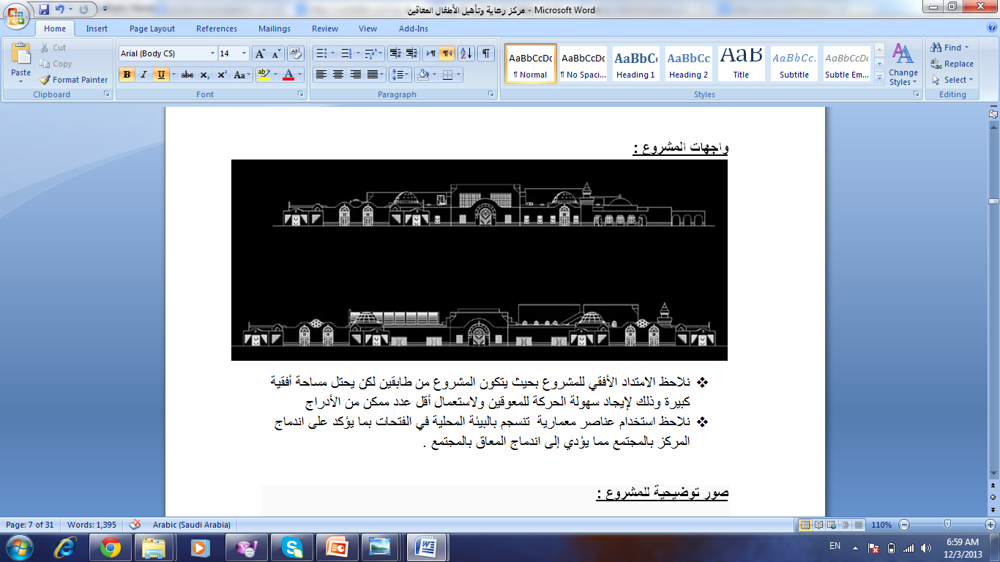 مركز رعاية وتأهيل الأطفال المعاقين - Microsoft Word
Home Insert Page Layout References Mailings Review View Add-Ins
Paste
Cut
Copy
Format Painter
Clipboard
Arial (Body CS) 14
B I U abc X₂ X² Aa
Font
Paragraph
AaBbCcDc AaBbCcDc AaBbC AaBbCc AaB AaBbCc. AaBbCcDc
¶ Normal ¶ No Spaci... Heading 1 Heading 2 Title Subtitle Subtle Em...
Change Styles
Styles
Find
Replace
Select
Editing
واجهات المشروع :
❖ نلاحظ الامتداد الأفقي للمشروع بحيث يتكون المشروع من طابقين لكن يحتل مساحة أفقية
كبيرة وذلك لإيجاد سهولة الحركة للمعوقين ولاستعمال أقل عدد ممكن من الأدراج
❖ نلاحظ استخدام عناصر معمارية تنسجم بالبيئة المحلية في الفتحات بما يؤكد على اندماج
المركز بالمجتمع مما يؤدي إلى اندماج المعاق بالمجتمع .
صور توضيحية للمشروع :
Page: 7 of 31 Words: 1,395 Arabic (Saudi Arabia) 110%
EN 6:59 AM
12/3/2013